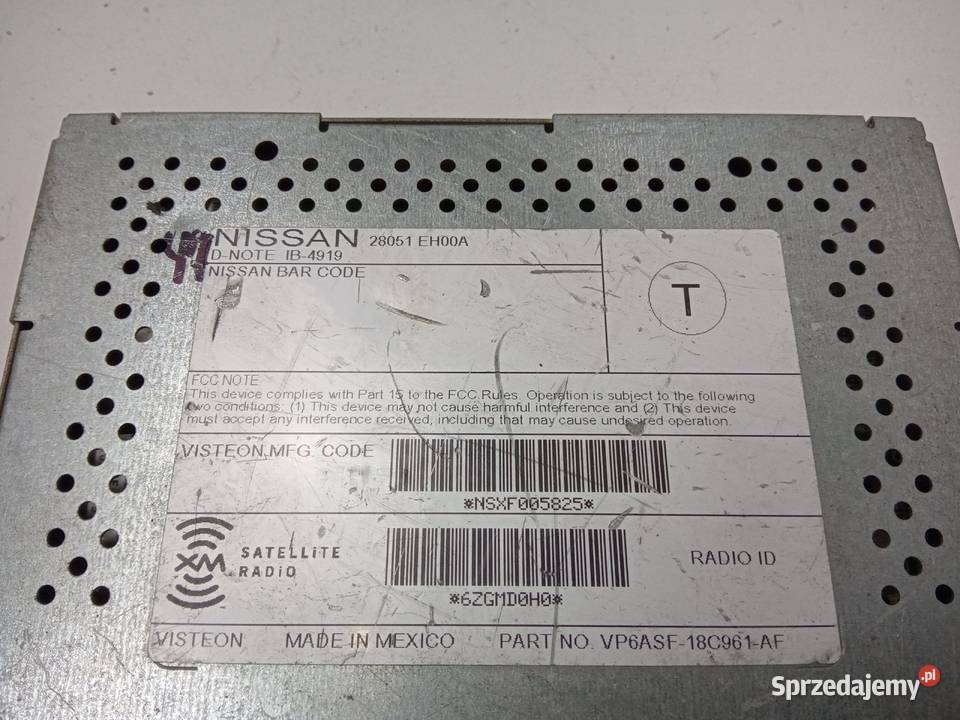 NISSAN 28051 EH00A
D-NOTE IB-4919
NISSAN BAR CODE
T
FCC NOTE
This device complies with Part 15 to the FCC Rules. Operation is subject to the following
two conditions: (1) This device may not cause harmful interference and (2) This device
must accept any interference received, including that may cause undesired operation.
VISTEON MFG. CODE
*NSXF005825*
XM SATELLITE RADIO
*6ZGMD0H0*
RADIO ID
VISTEON MADE IN MEXICO PART NO. VP6ASF-18C961-AF
Sprzedajemy.pl